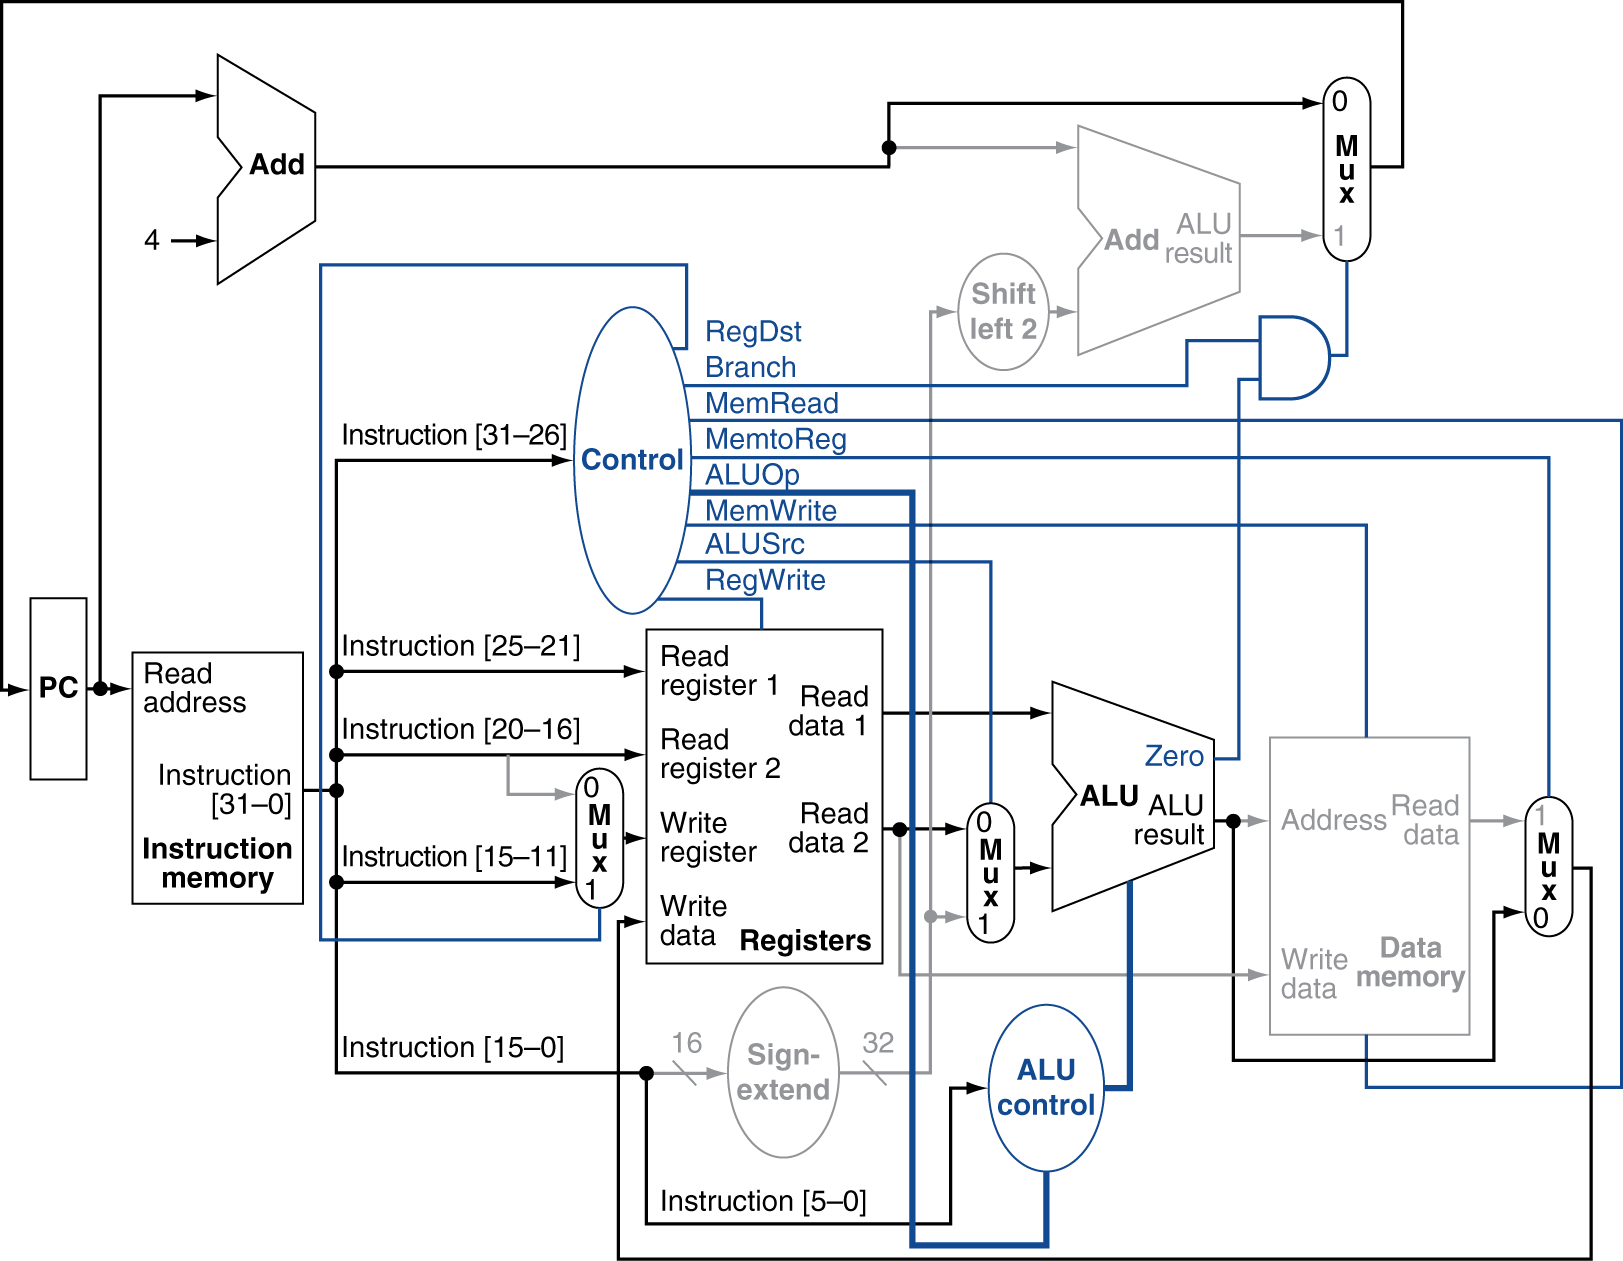 0
M
u
x
1
Add
4
Add
ALU
result
Shift
left 2
RegDst
Branch
MemRead
MemtoReg
ALUOp
MemWrite
ALUSrc
RegWrite
Control
Instruction [31–26]
Instruction [25–21]
Instruction [20–16]
Instruction [15–11]
Instruction [15–0]
Instruction [5–0]
PC
Read
address
Instruction
[31–0]
Instruction
memory
0
M
u
x
1
Read
register 1
Read
register 2
Write
register
Write
data
Read
data 1
Read
data 2
Registers
0
M
u
x
1
Zero
ALU
ALU
result
Address
Read
data
Write
data
Data
memory
1
M
u
x
0
16
Sign-
extend
32
ALU
control